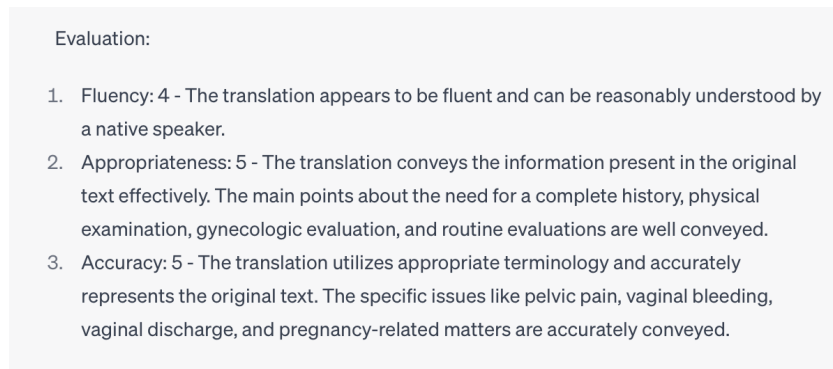 Evaluation:
1. Fluency: 4 - The translation appears to be fluent and can be reasonably understood by
a native speaker.
2. Appropriateness: 5 - The translation conveys the information present in the original
text effectively. The main points about the need for a complete history, physical
examination, gynecologic evaluation, and routine evaluations are well conveyed.
3. Accuracy: 5 - The translation utilizes appropriate terminology and accurately
represents the original text. The specific issues like pelvic pain, vaginal bleeding,
vaginal discharge, and pregnancy-related matters are accurately conveyed.